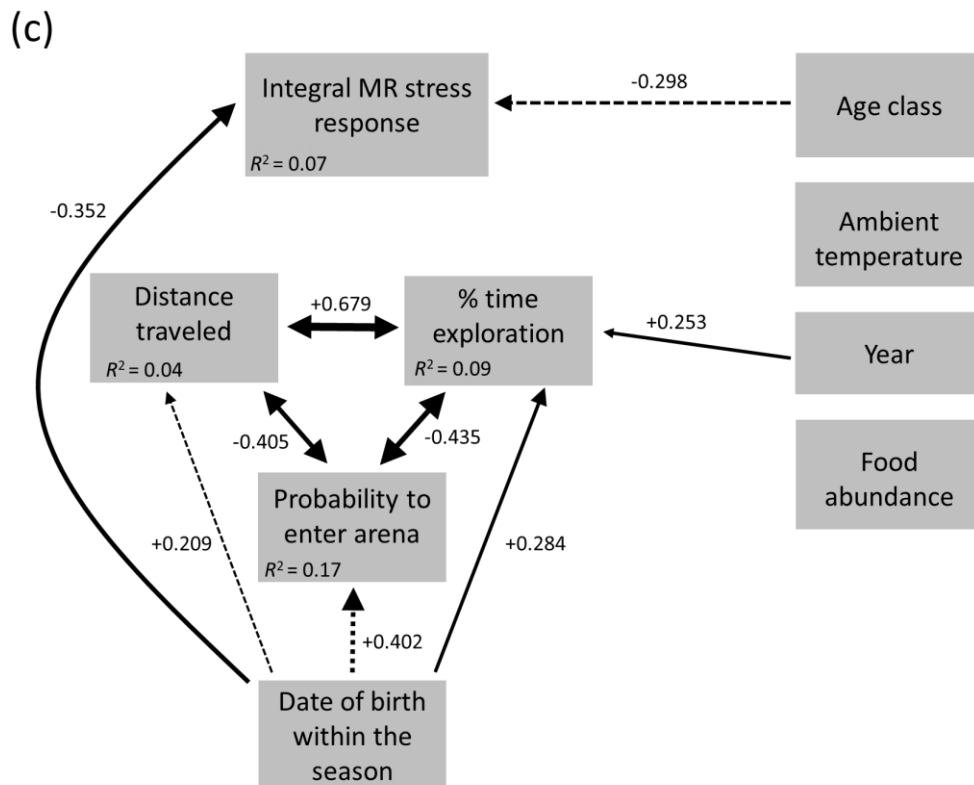 (c)
Integral MR stress
response
R² = 0.07
-0.298
Age class
-0.352
Ambient
temperature
Distance
traveled
R² = 0.04
+0.679
% time
exploration
R² = 0.09
+0.253
Year
-0.405
-0.435
Food
abundance
Probability to
enter arena
R² = 0.17
+0.209
+0.284
+0.402
Date of birth
within the
season